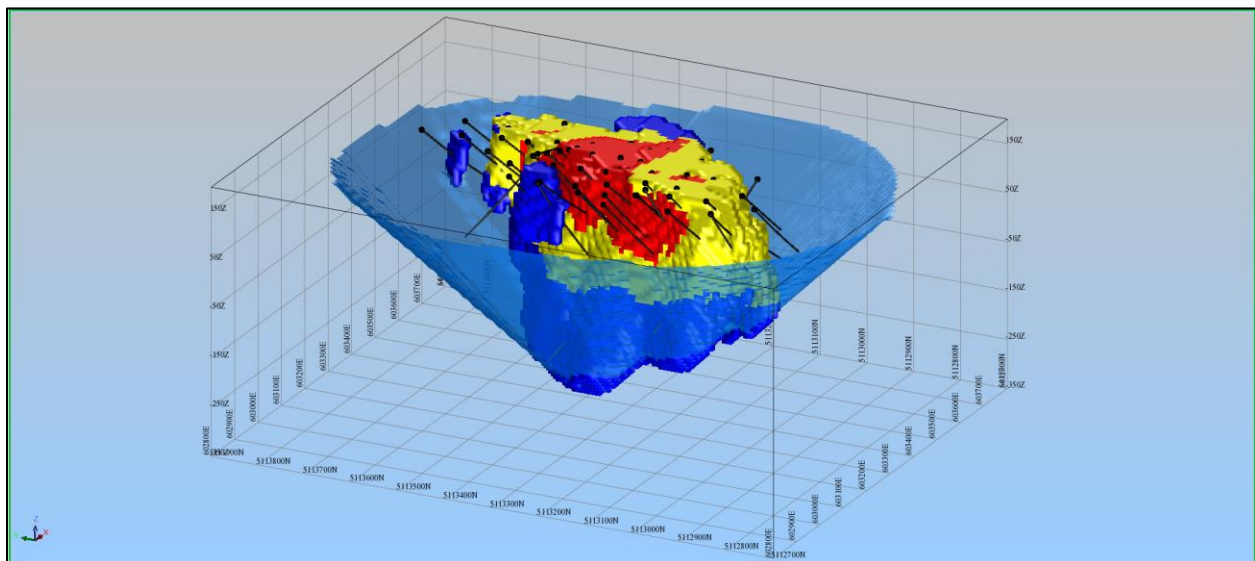 150Z
50Z
-50Z
-150Z
-250Z
-350Z
150Z
50Z
-50Z
-150Z
-250Z
602800E
602900E
603000E
603100E
603200E
603300E
603400E
603500E
603600E
603700E
5113800N
5113700N
5113600N
5113500N
5113400N
5113300N
5113200N
5113100N
5113000N
5112900N
5112800N
5112700N
602800E
602900E
603000E
603100E
603200E
603300E
603400E
603500E
603600E
603700E
5113100N
5113000N
5112900N
5112800N
Z
Y
X